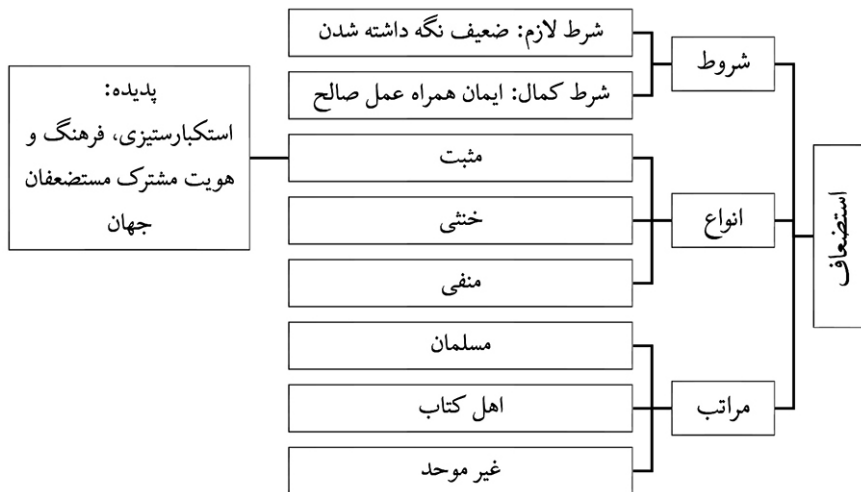 استضعاف
شروط
شرط لازم: ضعیف نگه داشته شدن
شرط کمال: ایمان همراه عمل صالح
انواع
مثبت
پدیده:
استکبارستیزی، فرهنگ و
هویت مشترک مستضعفان
جهان
خنثی
منفی
مراتب
مسلمان
اهل کتاب
غیر موحد